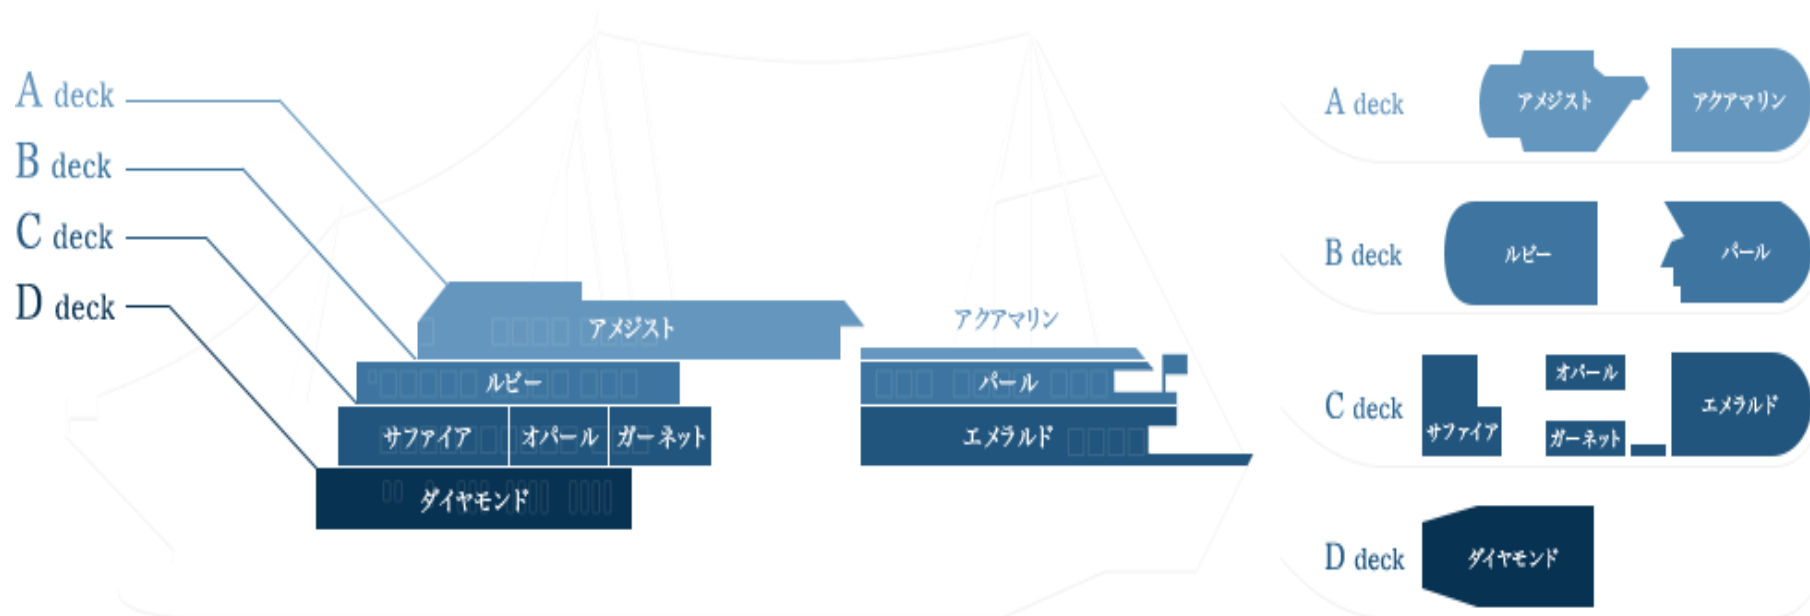 A deck
B deck
C deck
D deck
アメジスト
アクアマリン
ルビー
パール
サファイア
オパール
ガーネット
エメラルド
ダイヤモンド
A deck
アメジスト
アクアマリン
B deck
ルビー
パール
C deck
サファイア
オパール
ガーネット
エメラルド
D deck
ダイヤモンド